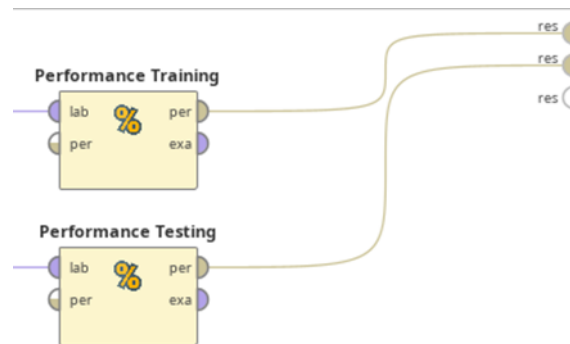 res
res
Performance Training
lab per
per exa
res
Performance Testing
lab per
per exa